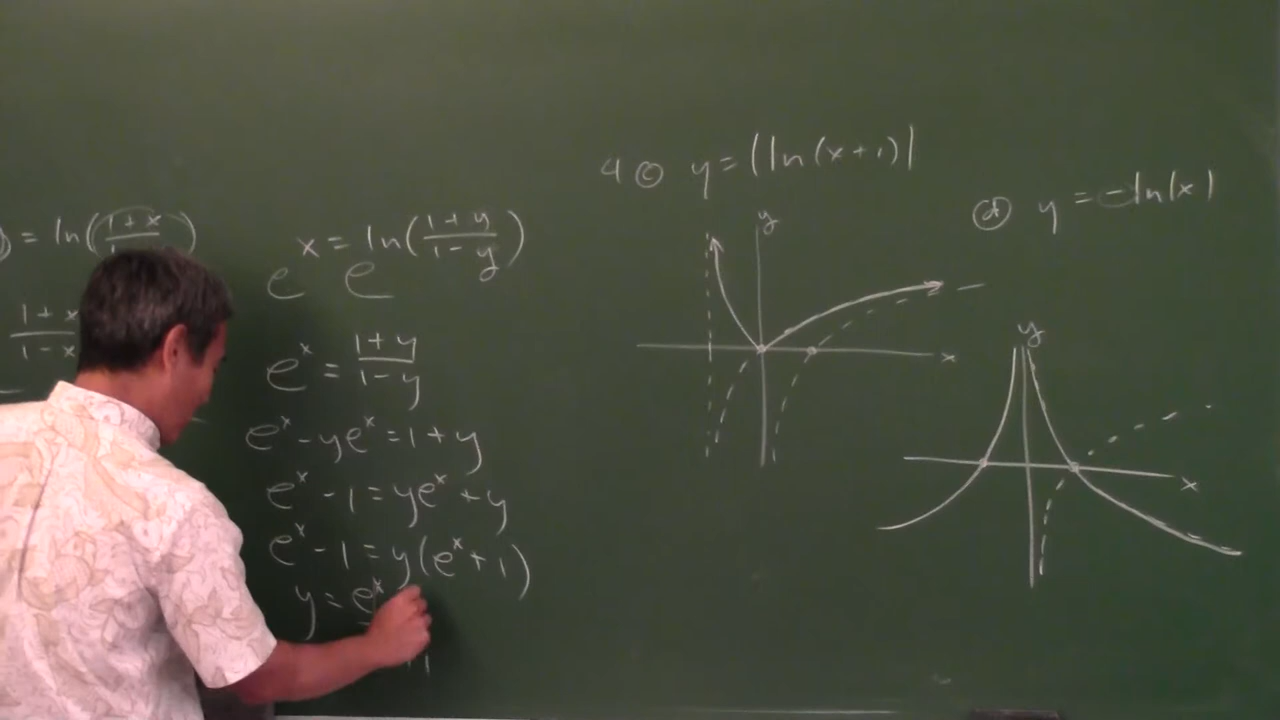 ) = ln(1+x/1
1+x/1-x
x = ln(1+y/1-y)
e e
e^x = 1+y/1-y
e^x - ye^x = 1+y
e^x - 1 = ye^x + y
e^x - 1 = y(e^x + 1)
y = e^x
+1
4 ⓒ y = |ln(x+1)|
y
x
ⓓ y = -ln|x|
y
x